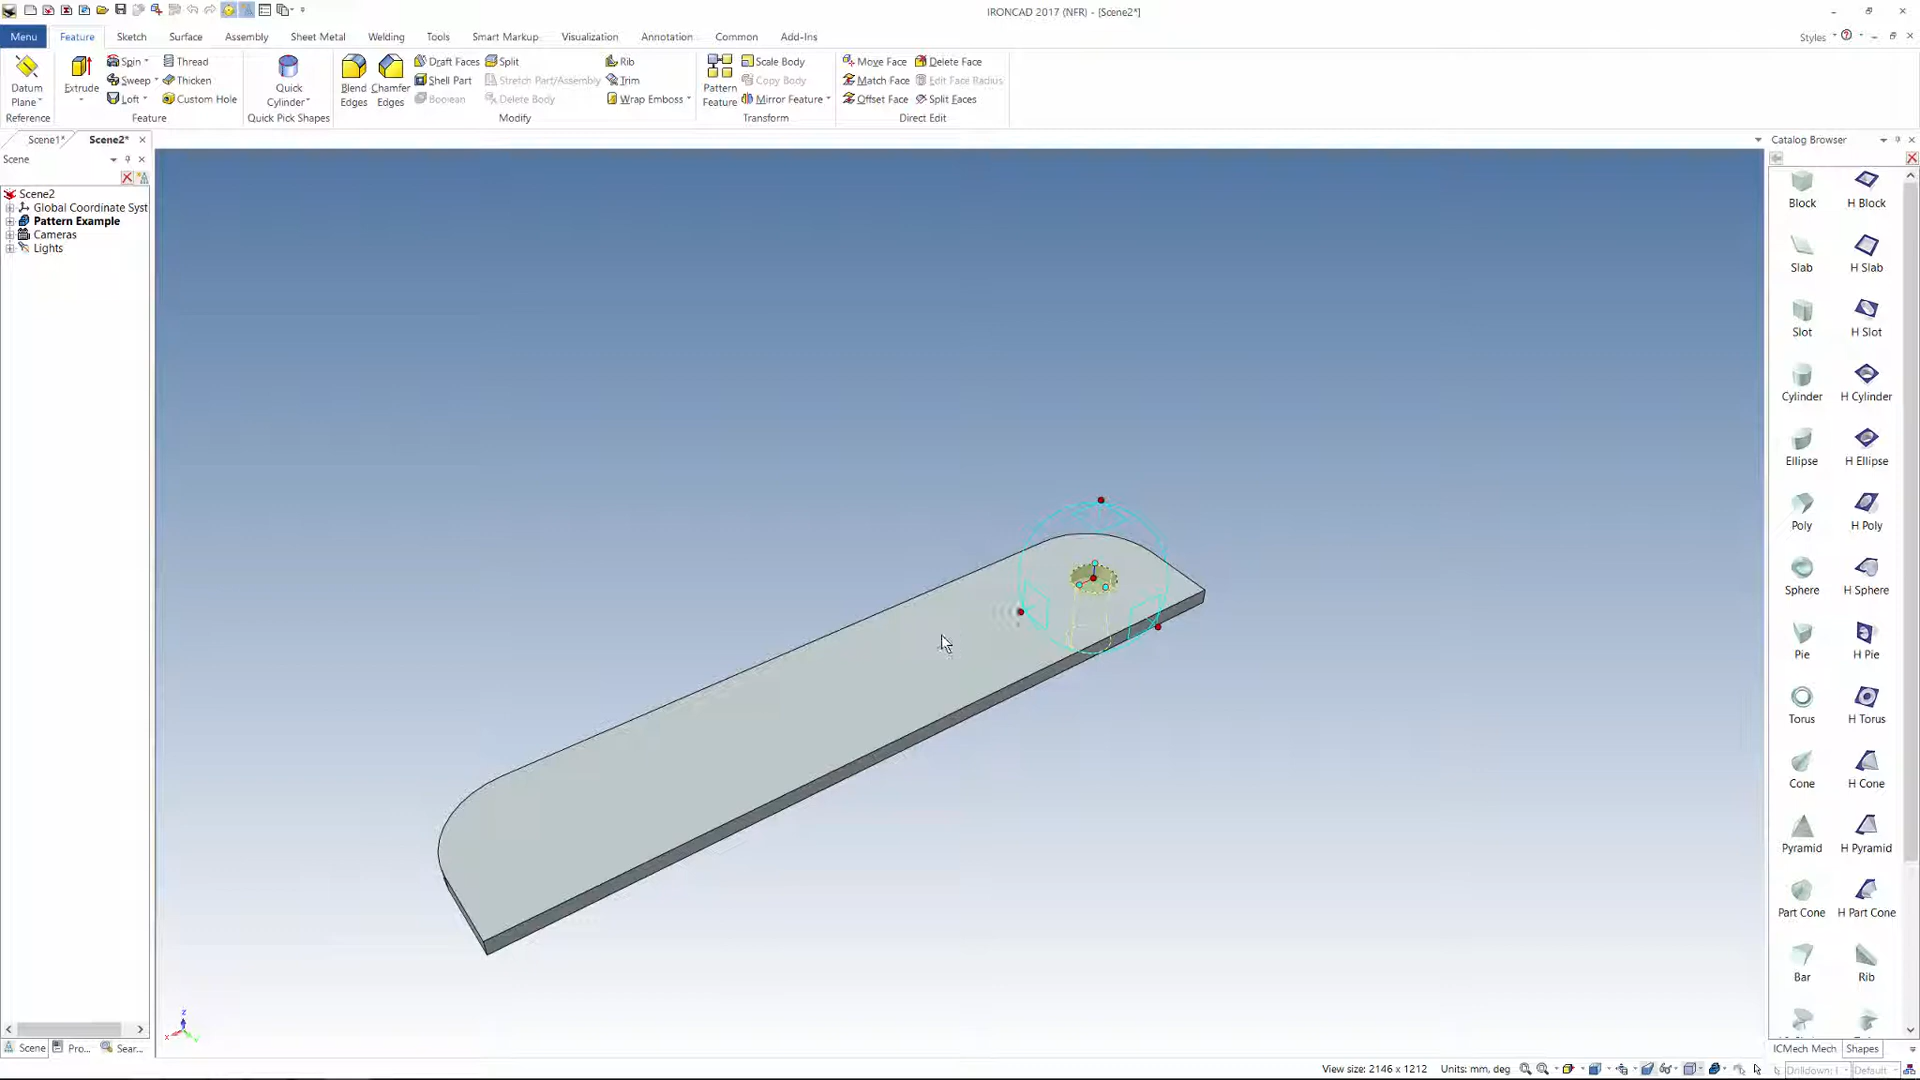 IRONCAD 2017 (NFR) - [Scene2*]
Menu Feature Sketch Surface Assembly Sheet Metal Welding Tools Smart Markup Visualization Annotation Common Add-Ins Styles
Datum Plane
Reference
Extrude
Spin
Sweep
Loft
Thread
Thicken
Custom Hole
Feature
Quick Cylinder
Quick Pick Shapes
Blend Edges
Chamfer Edges
Draft Faces
Shell Part
Boolean
Split
Stretch Part/Assembly
Delete Body
Rib
Trim
Wrap Emboss
Modify
Pattern Feature
Scale Body
Copy Body
Mirror Feature
Transform
Move Face
Match Face
Offset Face
Delete Face
Edit Face Radius
Split Faces
Direct Edit
Scene1* Scene2*
Scene
Scene2
Global Coordinate Syst
Pattern Example
Cameras
Lights
Catalog Browser
Block H Block
Slab H Slab
Slot H Slot
Cylinder H Cylinder
Ellipse H Ellipse
Poly H Poly
Sphere H Sphere
Pie H Pie
Torus H Torus
Cone H Cone
Pyramid H Pyramid
Part Cone H Part Cone
Bar Rib
Scene Pro... Sear...
ICMech Mech Shapes
View size: 2146 x 1212 Units: mm, deg
Default